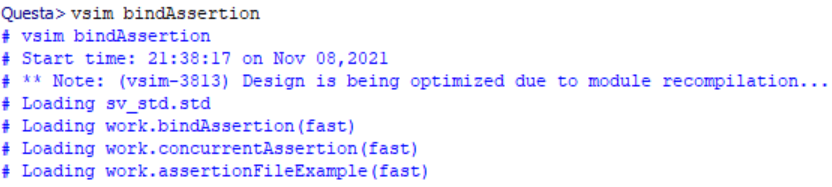 Questa> vsim bindAssertion
# vsim bindAssertion
# Start time: 21:38:17 on Nov 08,2021
# ** Note: (vsim-3813) Design is being optimized due to module recompilation...
# Loading sv_std.std
# Loading work.bindAssertion(fast)
# Loading work.concurrentAssertion(fast)
# Loading work.assertionFileExample(fast)